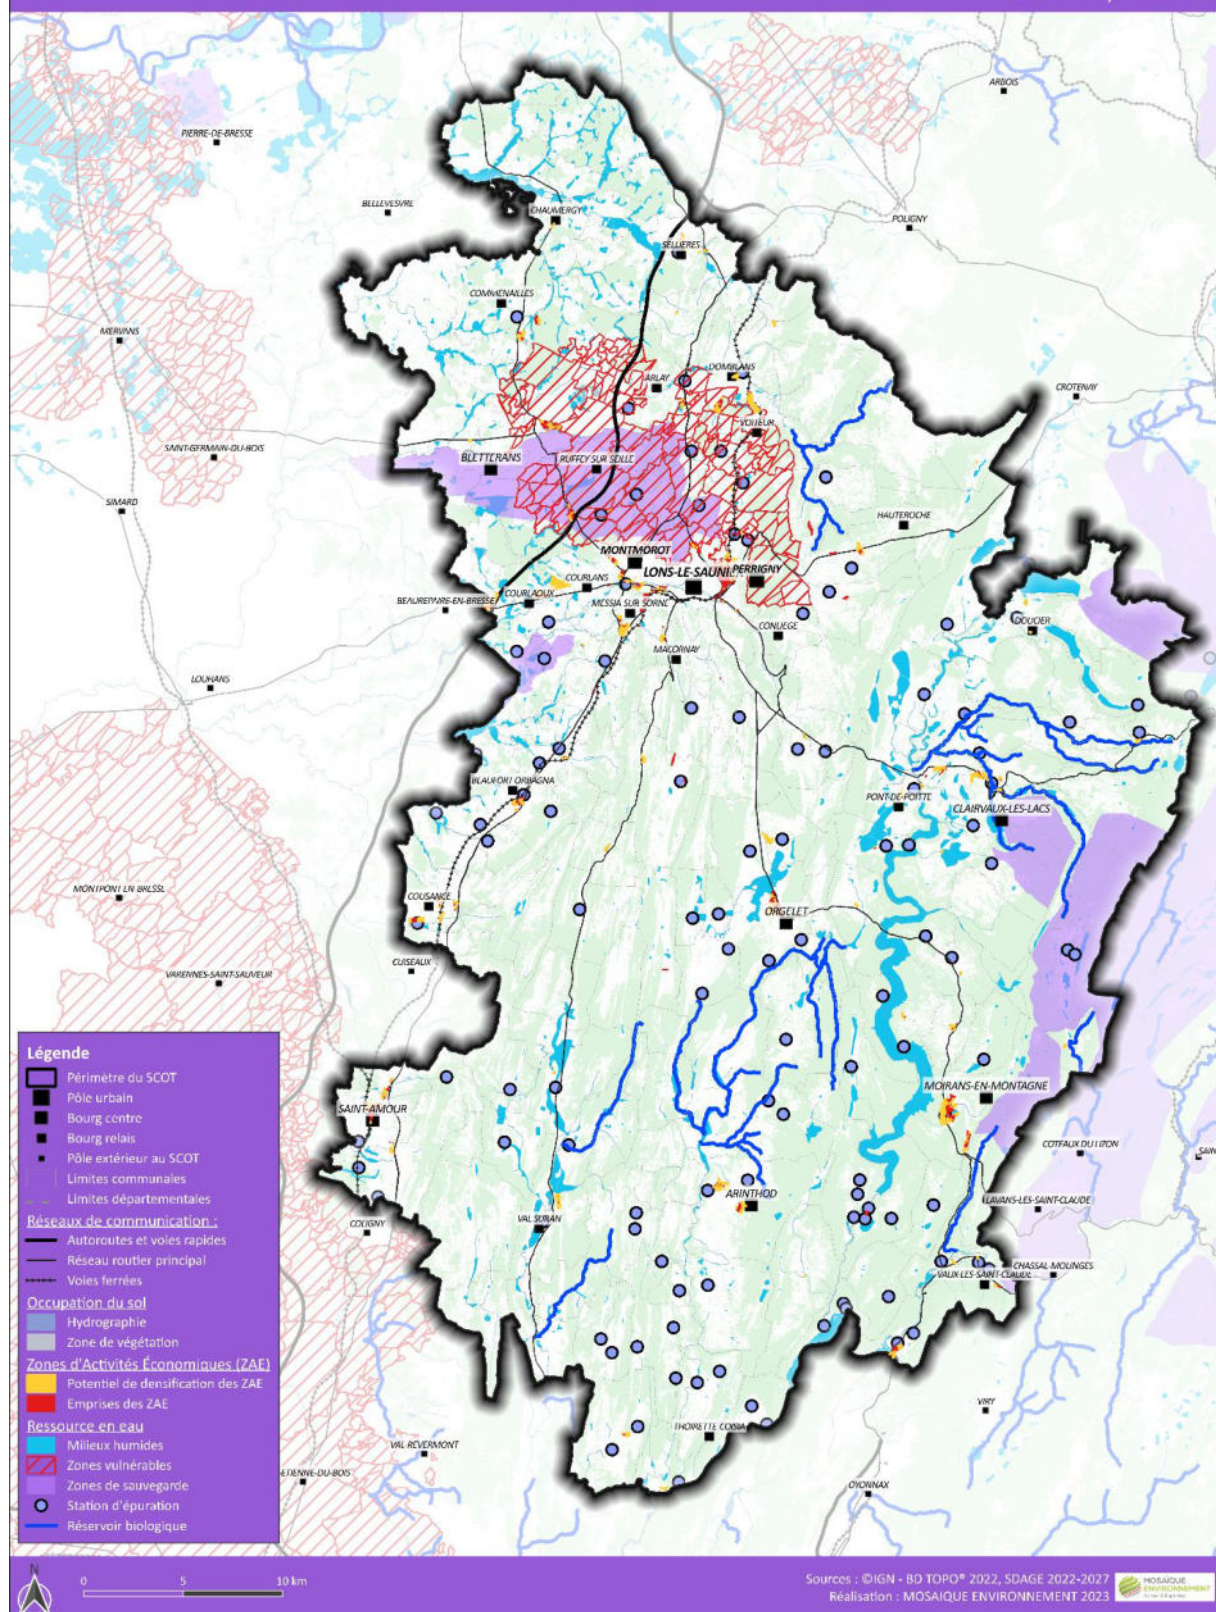 ARBOIS
PIERRE-DE-BRESSE
BELLEVESVRE
CHAUMERGY
POLIGNY
SELLIERES
COMMENAILLES
MERVANS
DOMBLANS
ARLAY
CROTENAY
VOITEUR
SAINT-GERMAIN-DU-BOIS
BLETTERANS
RUFFEY SUR SEILLE
SIMARD
HAUTEROCHE
MONTMOROT
LONS-LE-SAUNI
PERRIGNY
COURLANS
BEAUREPAIRE-EN-BRESSE
COURLAOUX
MESSIA SUR SORNE
DOUCIER
CONLIEGE
MACORNAY
LOUHANS
BEAUFORT ORBAGNA
PONT-DE-POITTE
CLAIRVAUX-LES-LACS
MONTPONT EN BRESSE
COUSANCE
ORGELET
CUISEAUX
VARENNES-SAINT-SAUVEUR
MOIRANS-EN-MONTAGNE
SAINT-AMOUR
COTEAUX DU LIZON
SAIN
ARINTHOD
LAVANS-LES-SAINT-CLAUDE
COLIGNY
VAL SURAN
CHASSAL-MOLINGES
VAUX-LES-SAINT-CLAUDE
VIRY
THOIRETTE COISIA
VAL-REVERMONT
ETIENNE-DU-BOIS
OYONNAX
Légende
Périmètre du SCOT
Pôle urbain
Bourg centre
Bourg relais
Pôle extérieur au SCOT
Limites communales
Limites départementales
Réseaux de communication :
Autoroutes et voies rapides
Réseau routier principal
Voies ferrées
Occupation du sol
Hydrographie
Zone de végétation
Zones d'Activités Économiques (ZAE)
Potentiel de densification des ZAE
Emprises des ZAE
Ressource en eau
Milieux humides
Zones vulnérables
Zones de sauvegarde
Station d'épuration
Réservoir biologique
N
0 5 10 km
Sources : ©IGN - BD TOPO® 2022, SDAGE 2022-2027
Réalisation : MOSAIQUE ENVIRONNEMENT 2023
MOSAIQUE
ENVIRONNEMENT